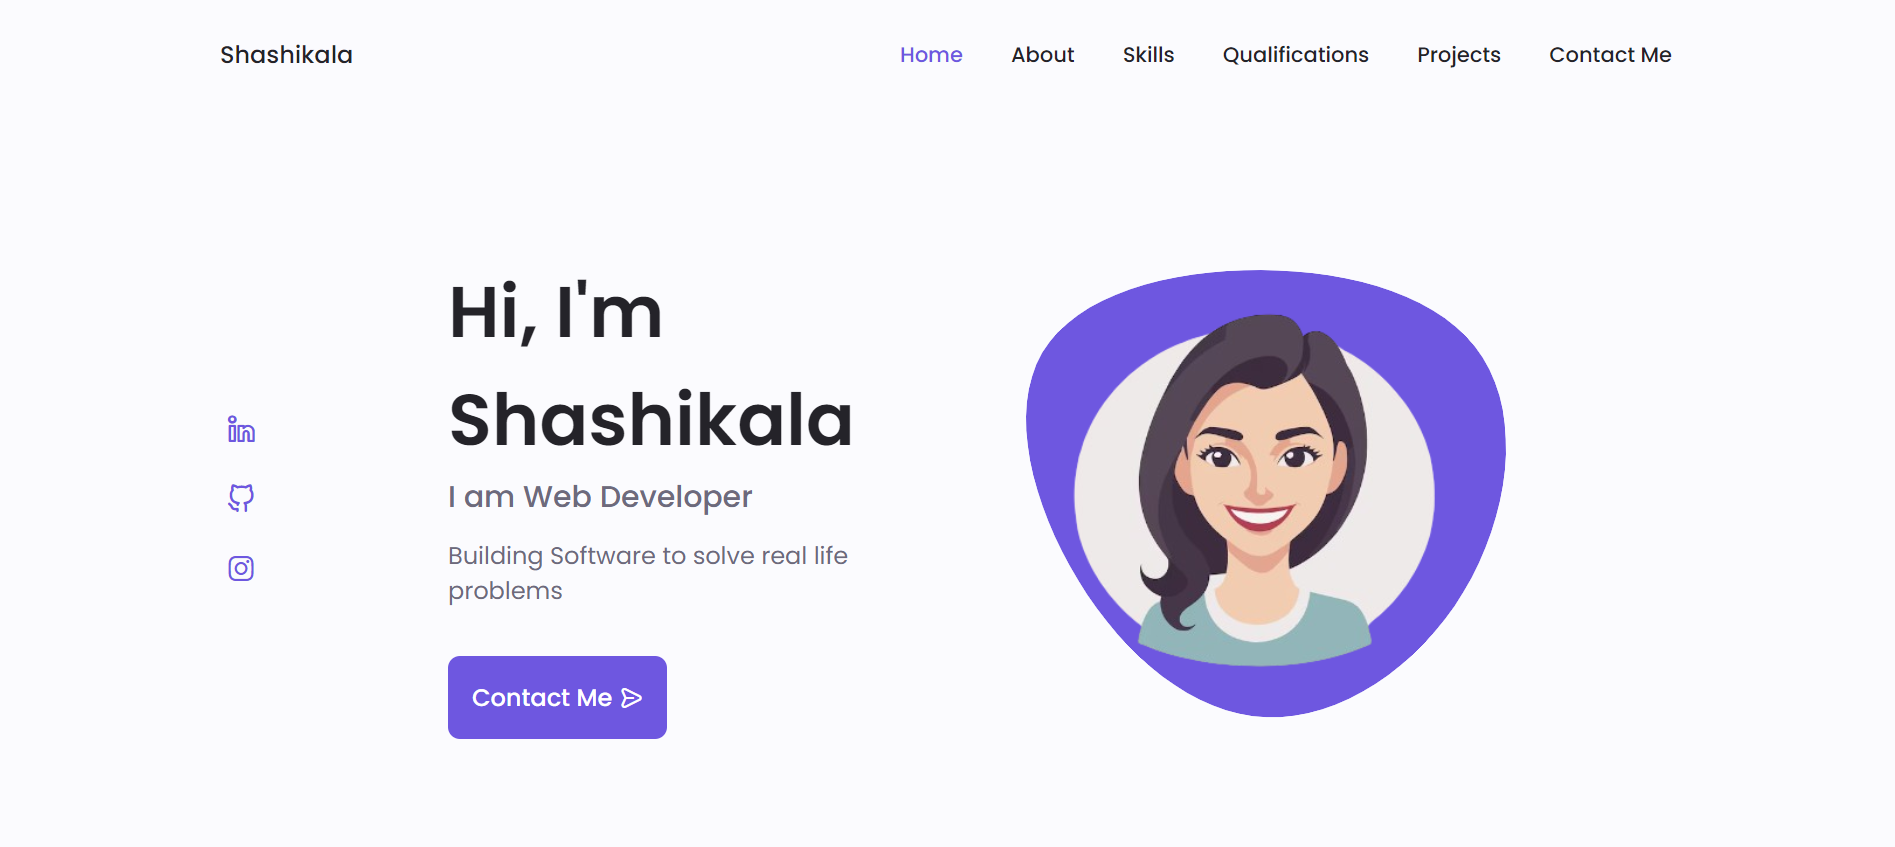 Shashikala
Home About Skills Qualifications Projects Contact Me
Hi, I'm
Shashikala
I am Web Developer
Building Software to solve real life
problems
Contact Me